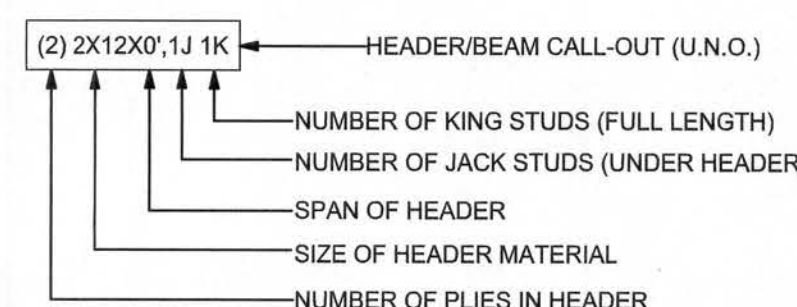 (2) 2X12X0',1J 1K
HEADER/BEAM CALL-OUT (U.N.O.)
NUMBER OF KING STUDS (FULL LENGTH)
NUMBER OF JACK STUDS (UNDER HEADER
SPAN OF HEADER
SIZE OF HEADER MATERIAL
NUMBER OF PLIES IN HEADER